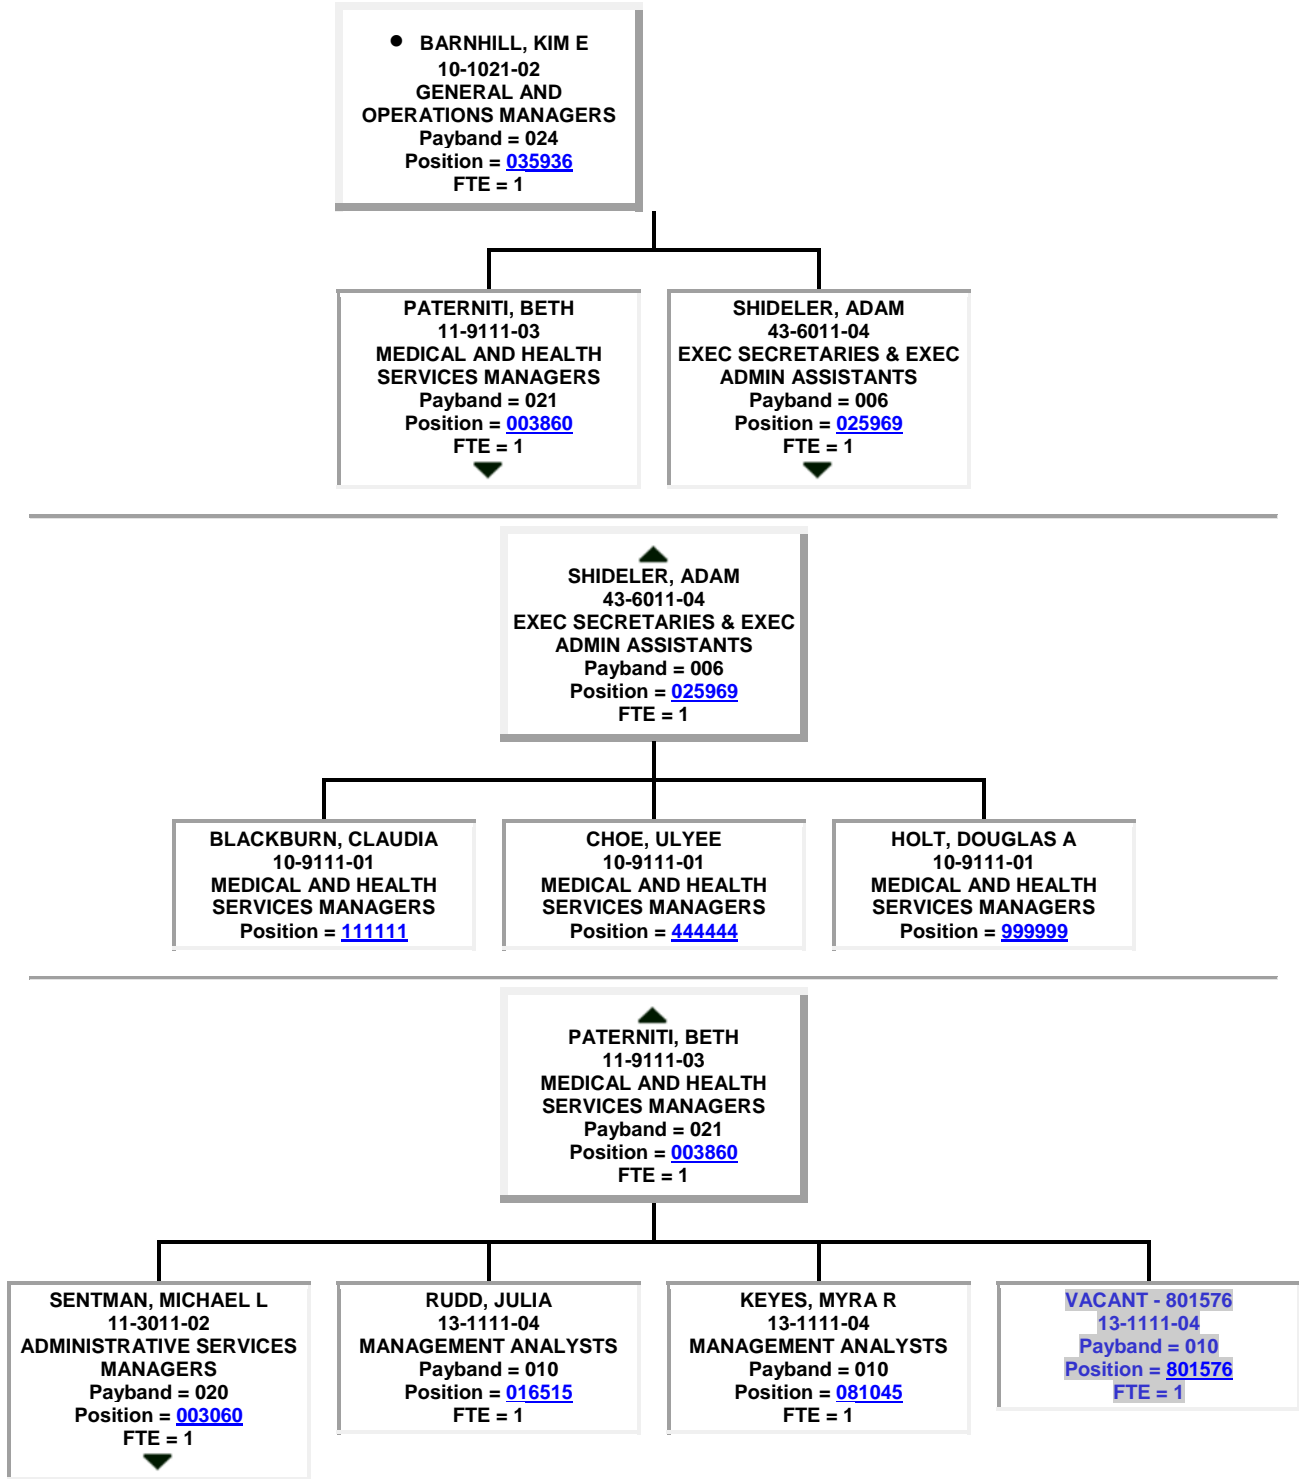 • BARNHILL, KIM E
10-1021-02
GENERAL AND
OPERATIONS MANAGERS
Payband = 024
Position = 035936
FTE = 1
PATERNITI, BETH
11-9111-03
MEDICAL AND HEALTH
SERVICES MANAGERS
Payband = 021
Position = 003860
FTE = 1
SHIDELER, ADAM
43-6011-04
EXEC SECRETARIES & EXEC
ADMIN ASSISTANTS
Payband = 006
Position = 025969
FTE = 1
SHIDELER, ADAM
43-6011-04
EXEC SECRETARIES & EXEC
ADMIN ASSISTANTS
Payband = 006
Position = 025969
FTE = 1
BLACKBURN, CLAUDIA
10-9111-01
MEDICAL AND HEALTH
SERVICES MANAGERS
Position = 111111
CHOE, ULYEE
10-9111-01
MEDICAL AND HEALTH
SERVICES MANAGERS
Position = 444444
HOLT, DOUGLAS A
10-9111-01
MEDICAL AND HEALTH
SERVICES MANAGERS
Position = 999999
PATERNITI, BETH
11-9111-03
MEDICAL AND HEALTH
SERVICES MANAGERS
Payband = 021
Position = 003860
FTE = 1
SENTMAN, MICHAEL L
11-3011-02
ADMINISTRATIVE SERVICES
MANAGERS
Payband = 020
Position = 003060
FTE = 1
RUDD, JULIA
13-1111-04
MANAGEMENT ANALYSTS
Payband = 010
Position = 016515
FTE = 1
KEYES, MYRA R
13-1111-04
MANAGEMENT ANALYSTS
Payband = 010
Position = 081045
FTE = 1
VACANT - 801576
13-1111-04
Payband = 010
Position = 801576
FTE = 1